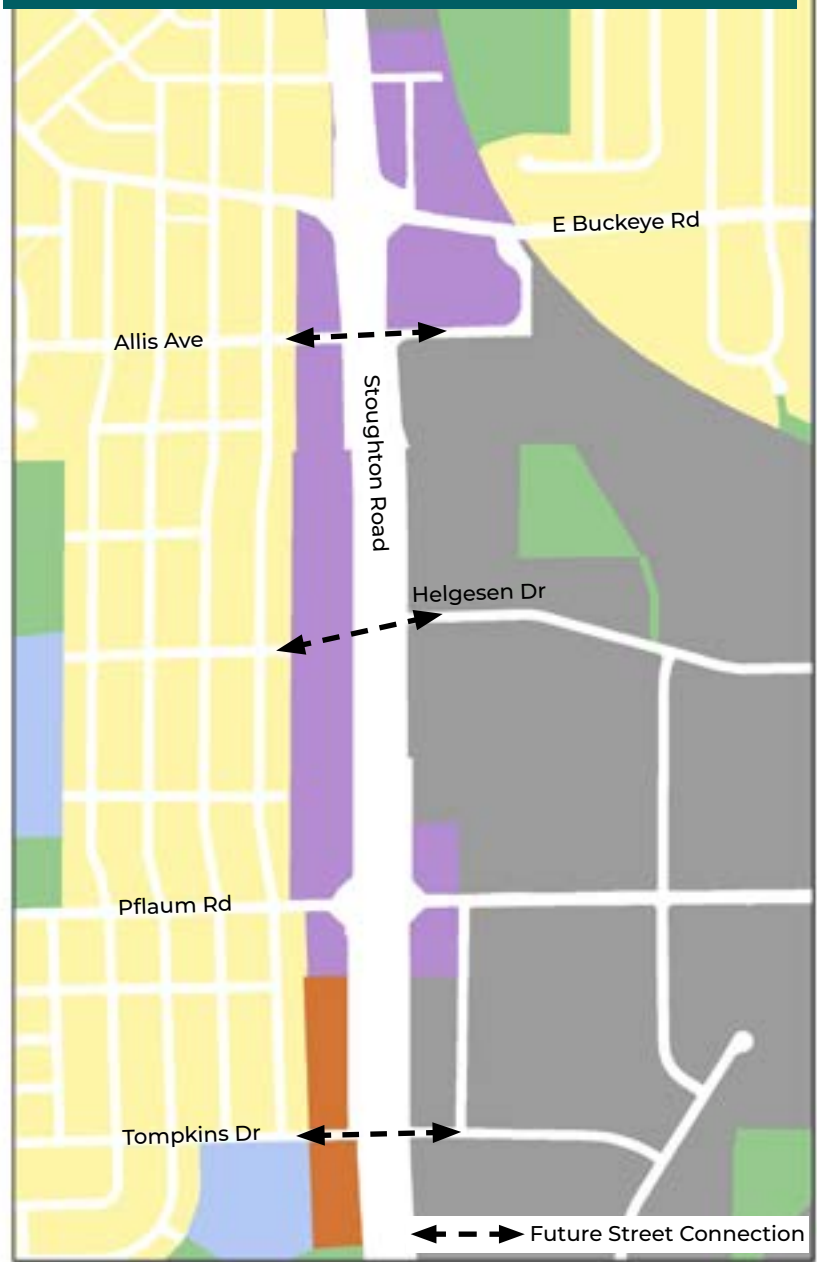 E Buckeye Rd
Allis Ave
Stoughton Road
Helgesen Dr
Pflaum Rd
Tompkins Dr
Future Street Connection